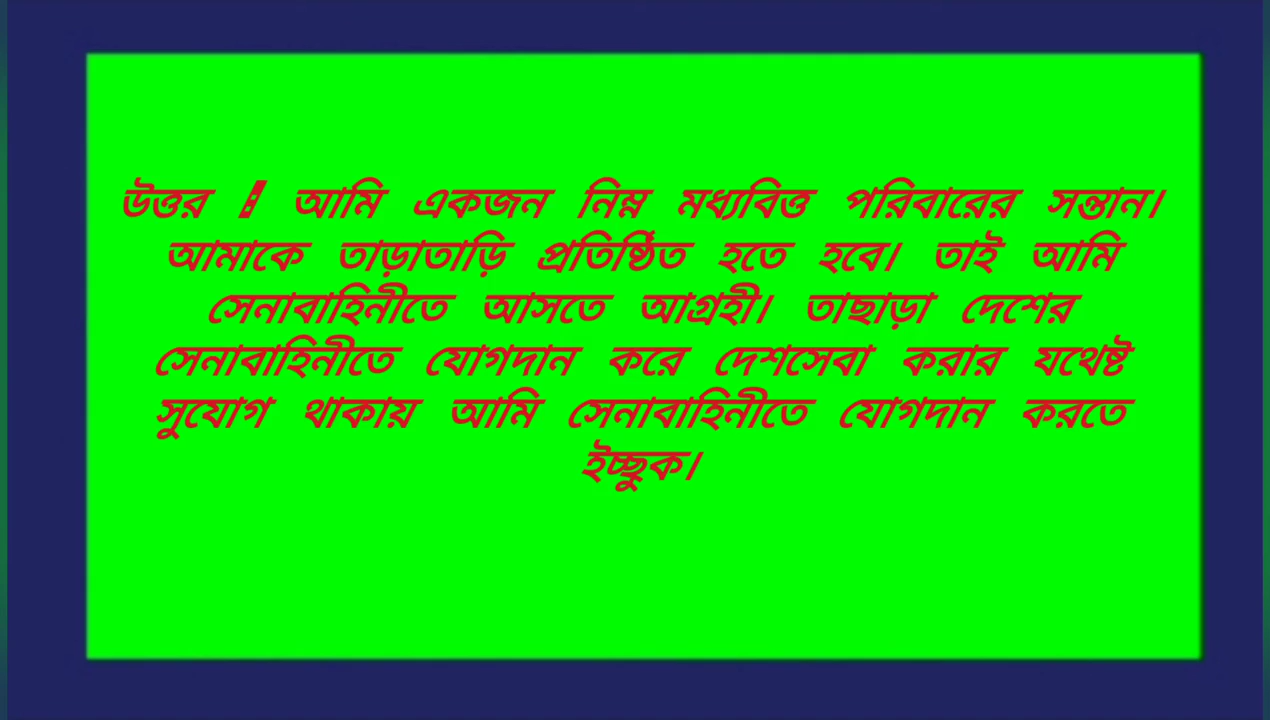 উত্তর : আমি একজন নিম্ন মধ্যবিত্ত পরিবারের সন্তান।
আমাকে তাড়াতাড়ি প্রতিষ্ঠিত হতে হবে। তাই আমি
সেনাবাহিনীতে আসতে আগ্রহী। তাছাড়া দেশের
সেনাবাহিনীতে যোগদান করে দেশসেবা করার যথেষ্ট
সুযোগ থাকায় আমি সেনাবাহিনীতে যোগদান করতে
ইচ্ছুক।